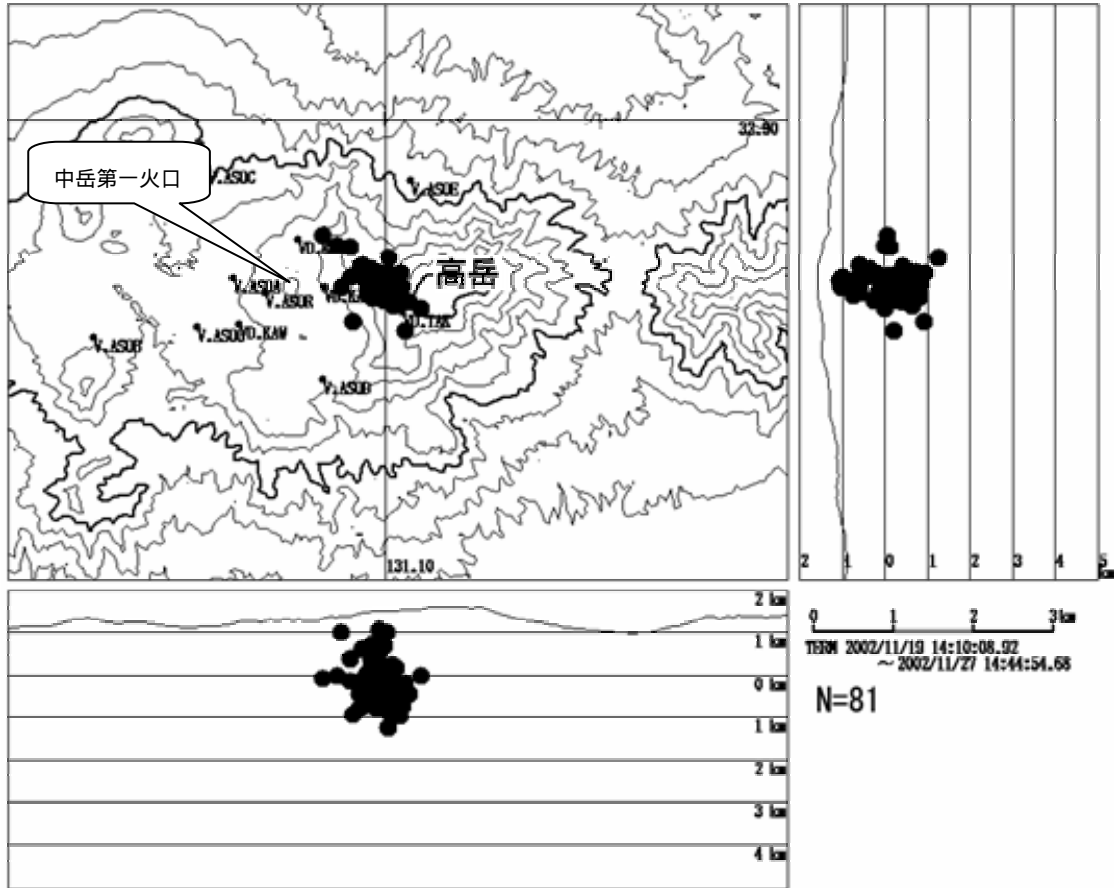 32.90
中岳第一火口
V.ASOC
V.ASOE
高岳
V.ASOA
V.ASOR
VD.TAK
VD.KAW
V.ASOB
131.10
2 1 0 1 2 3 4 5
km
2 km
1 km
0 km
1 km
2 km
3 km
4 km
0 1 2 3km
TERM 2002/11/19 14:10:08.92
～ 2002/11/27 14:44:54.68
N=81